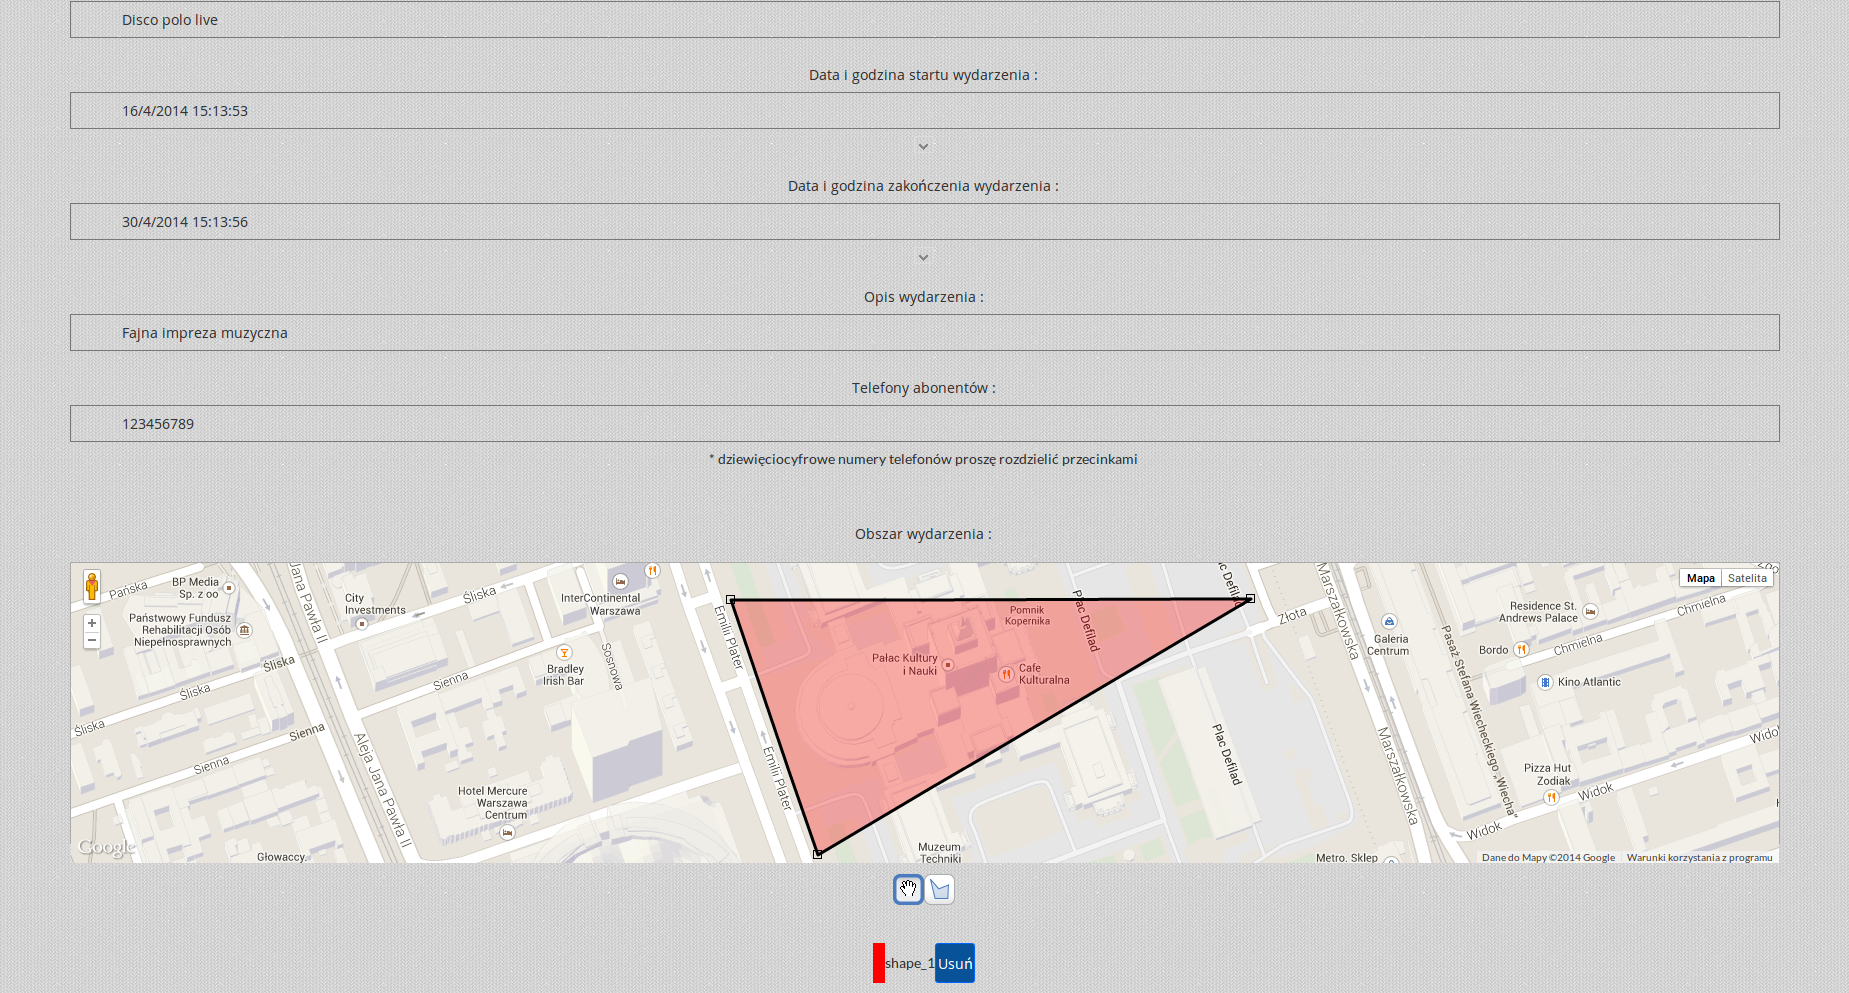 Disco polo live
Data i godzina startu wydarzenia :
16/4/2014 15:13:53
Data i godzina zakończenia wydarzenia :
30/4/2014 15:13:56
Opis wydarzenia :
Fajna impreza muzyczna
Telefony abonentów :
123456789
* dziewięciocyfrowe numery telefonów proszę rozdzielić przecinkami
Obszar wydarzenia :
Pańska
BP Media
Sp. z oo
Państwowy Fundusz
Rehabilitacji Osób
Niepełnosprawnych
Jana Pawła II
City
Investments
Śliska
InterContinental
Warszawa
Śliska
Śliska
Śliska
Sienna
Sienna
Sienna
Sosnowa
Bradley
Irish Bar
Aleja Jana Pawła II
Hotel Mercure
Warszawa
Centrum
Głowaccy.
Emilii Plater
Emilii Plater
Pomnik
Kopernika
Pałac Kultury
i Nauki
Cafe
Kulturalna
Plac Defilad
c Defilad
Plac Defilad
Muzeum
Techniki
Złota
Marszałkowska
Marszałkowska
Galeria
Centrum
Residence St.
Andrews Palace
Bordo
Chmielna
Chmielna
Kino Atlantic
Pasaż Stefana Wiecheckiego „Wiecha”
Pizza Hut
Zodiak
Widok
Widok
Widok
Metro. Sklep
Mapa
Satelita
Google
Dane do Mapy ©2014 Google
Warunki korzystania z programu
shape_1
Usuń